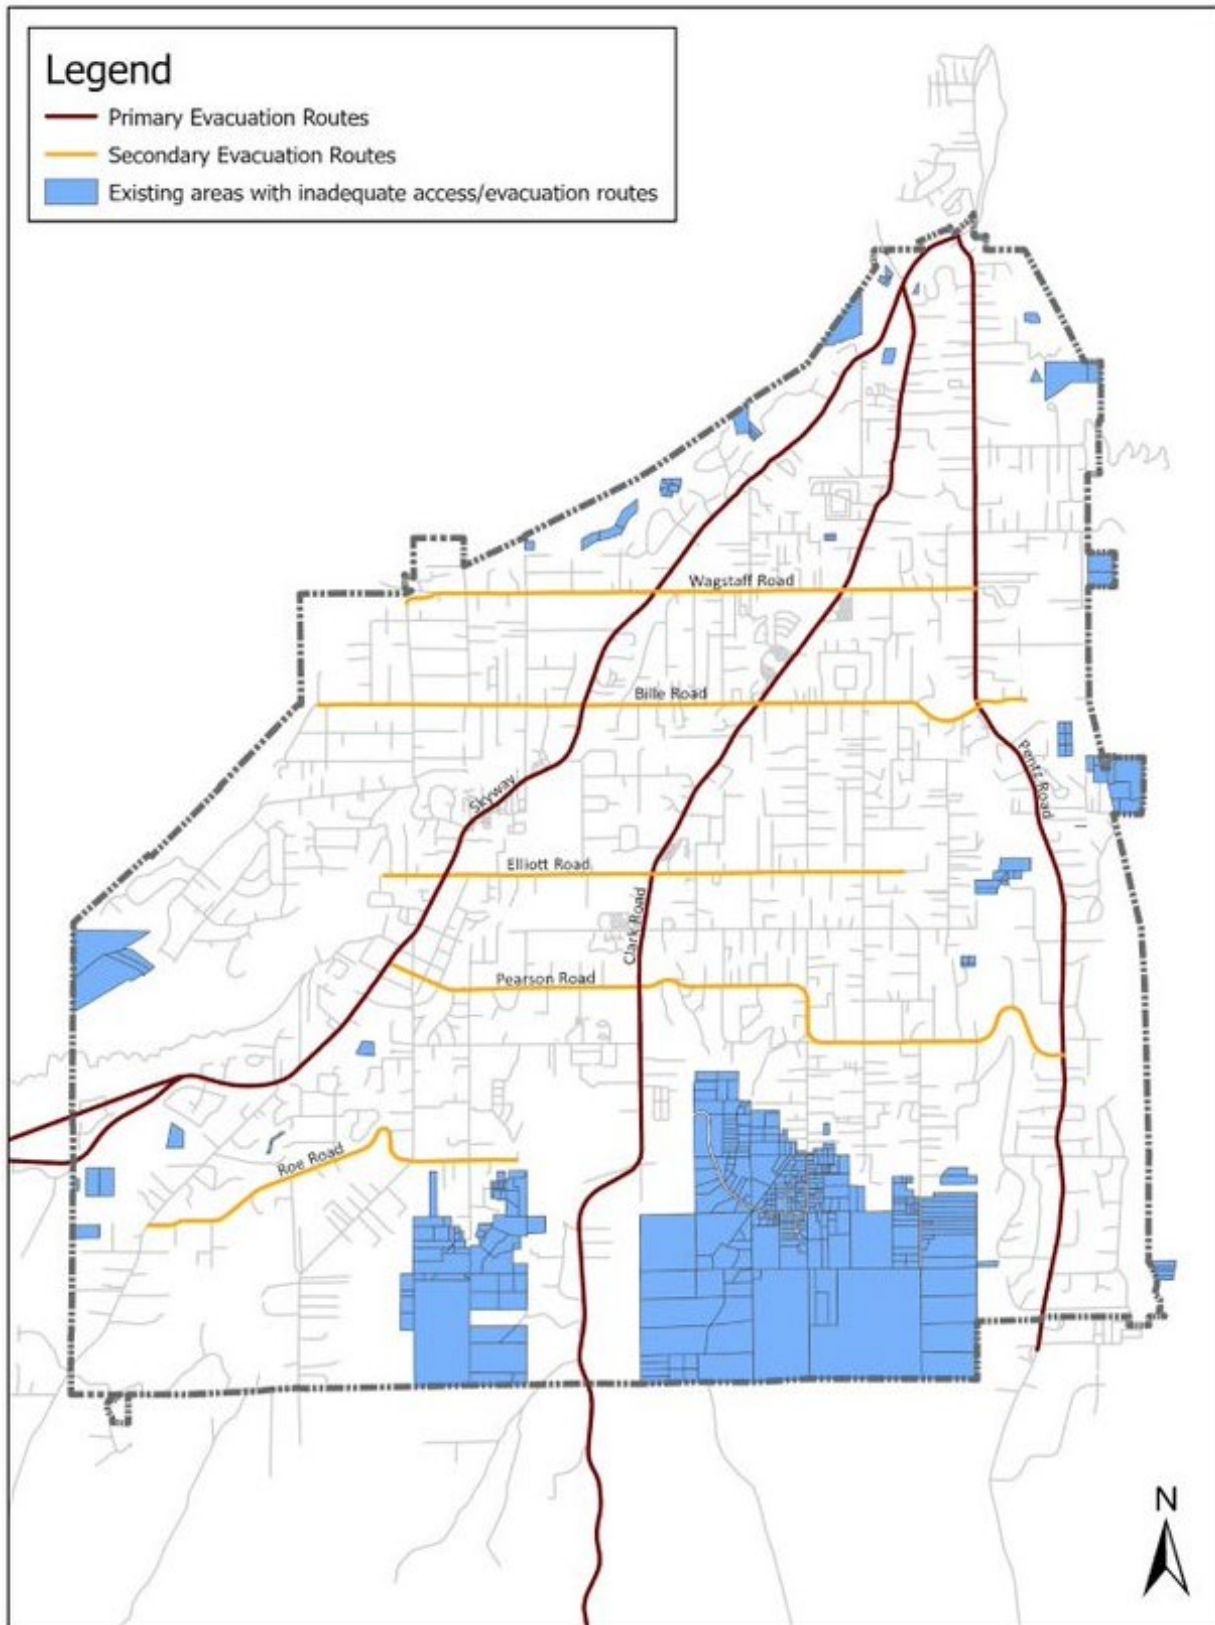 Legend
Primary Evacuation Routes
Secondary Evacuation Routes
Existing areas with inadequate access/evacuation routes
Wagstaff Road
Bille Road
Pentz Road
Skyway
Elliott Road
Clark Road
Pearson Road
Roe Road
N